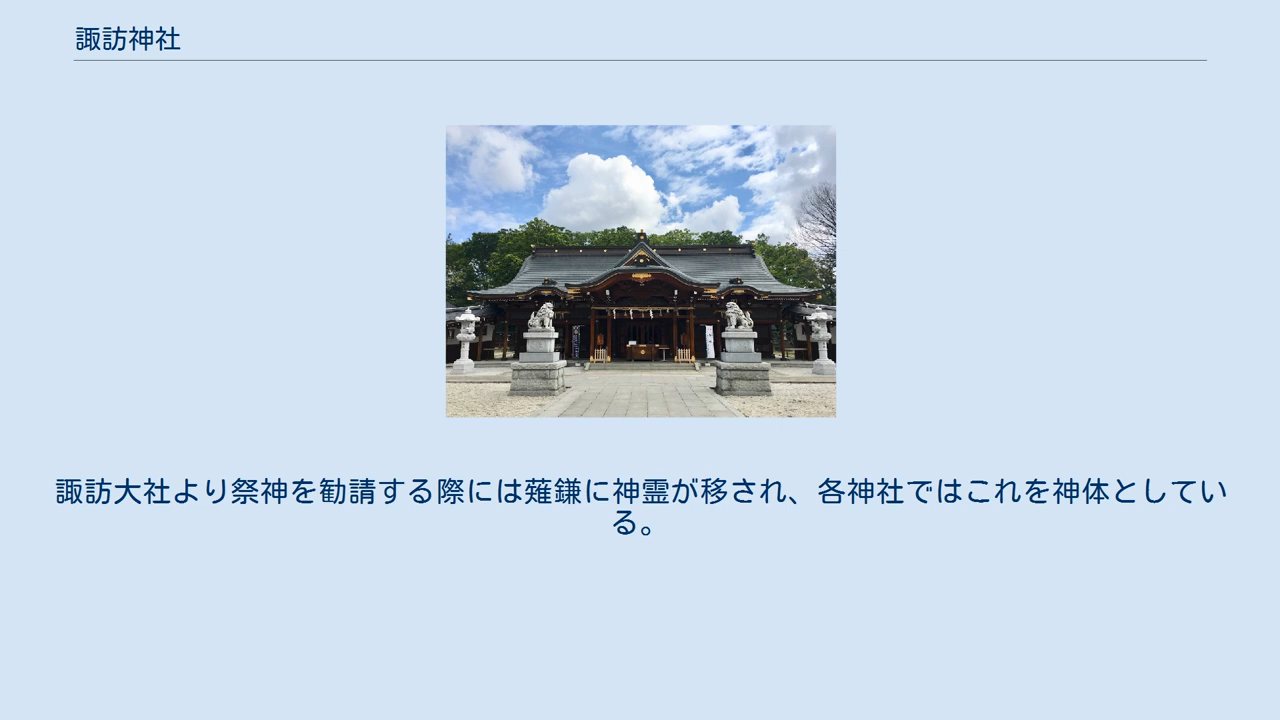 諏訪神社
諏訪大社より祭神を勧請する際には薙鎌に神霊が移され、各神社ではこれを神体としてい
る。